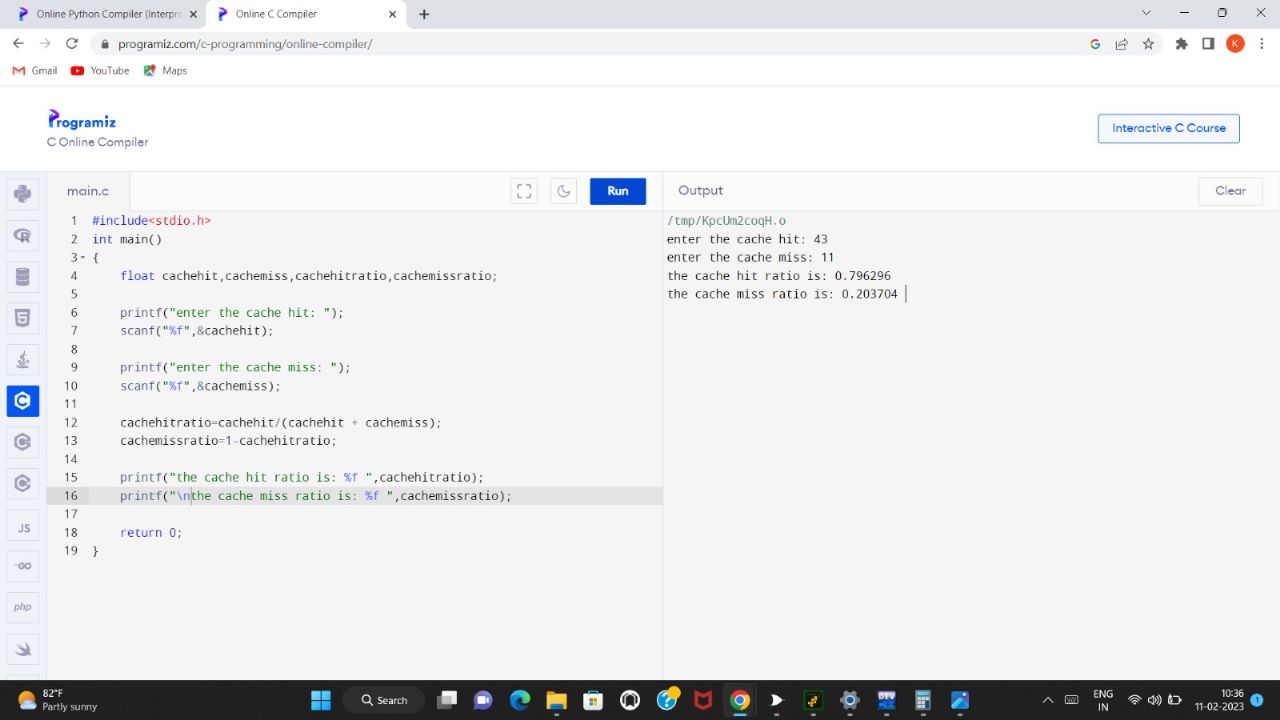 Online Python Compiler (Interpre
Online C Compiler
programiz.com/c-programming/online-compiler/
K
Gmail
YouTube
Maps
Programiz
C Online Compiler
Interactive C Course
main.c
Run
Output
Clear
1 #include<stdio.h>
2 int main()
3 {
4 float cachehit,cachemiss,cachehitratio,cachemissratio;
5
6 printf("enter the cache hit: ");
7 scanf("%f",&cachehit);
8
9 printf("enter the cache miss: ");
10 scanf("%f",&cachemiss);
11
12 cachehitratio=cachehit/(cachehit + cachemiss);
13 cachemissratio=1-cachehitratio;
14
15 printf("the cache hit ratio is: %f ",cachehitratio);
16 printf("\nthe cache miss ratio is: %f ",cachemissratio);
17
18 return 0;
19 }
/tmp/KpcUm2coqH.o
enter the cache hit: 43
enter the cache miss: 11
the cache hit ratio is: 0.796296
the cache miss ratio is: 0.203704
JS
GO
php
82°F
Partly sunny
Search
DEV
ENG
IN
10:36
11-02-2023
1